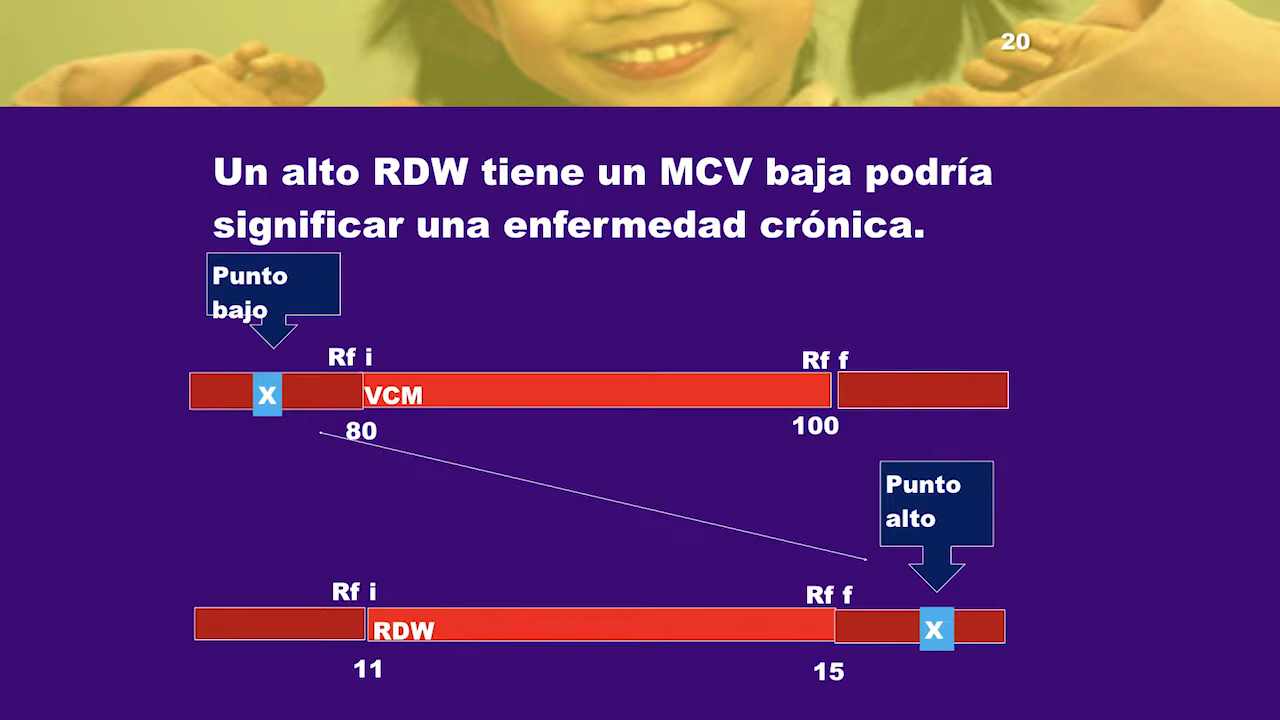 20
Un alto RDW tiene un MCV baja podría
significar una enfermedad crónica.
Punto
bajo
Rf i
Rf f
X
VCM
80
100
Punto
alto
Rf i
Rf f
RDW
X
11
15